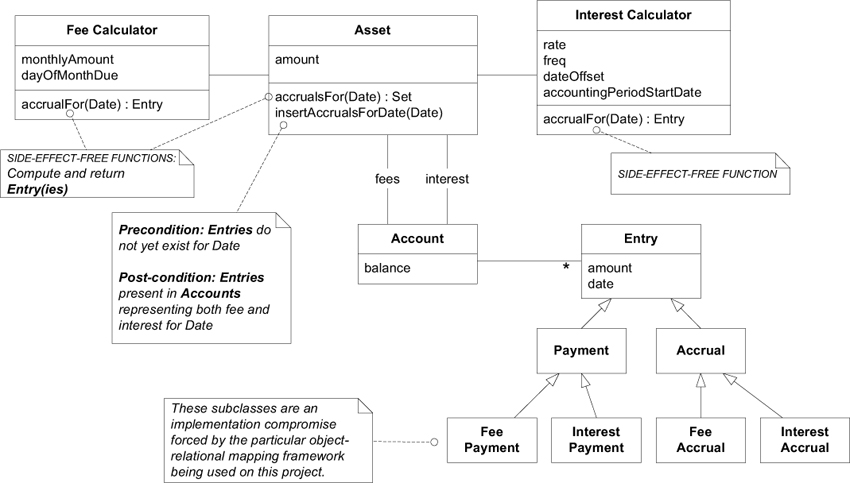 Fee Calculator
monthlyAmount
dayOfMonthDue
accrualFor(Date) : Entry
Asset
amount
accrualsFor(Date) : Set
insertAccrualsForDate(Date)
Interest Calculator
rate
freq
dateOffset
accountingPeriodStartDate
accrualFor(Date) : Entry
SIDE-EFFECT-FREE FUNCTIONS:
Compute and return
Entry(ies)
fees
interest
SIDE-EFFECT-FREE FUNCTION
Precondition: Entries do
not yet exist for Date
Post-condition: Entries
present in Accounts
representing both fee and
interest for Date
Account
balance
*
Entry
amount
date
Payment
Accrual
These subclasses are an
implementation compromise
forced by the particular object-
relational mapping framework
being used on this project.
Fee
Payment
Interest
Payment
Fee
Accrual
Interest
Accrual